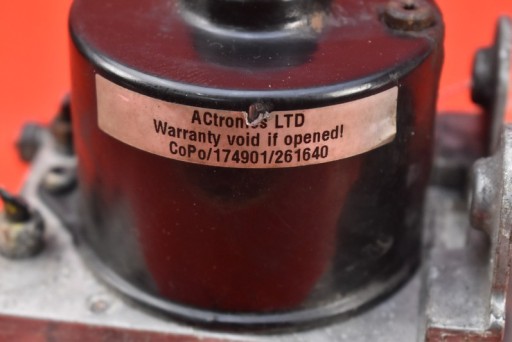 ACtronics LTD
Warranty void if opened!
CoPo/174901/261640